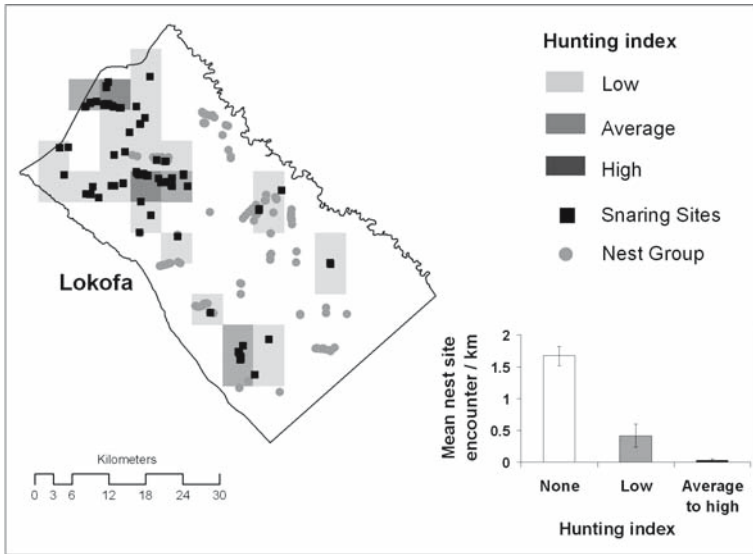 Hunting index
Low
Average
High
Snaring Sites
Nest Group
Lokofa
Kilometers
0 3 6 12 18 24 30
Mean nest site
encounter / km
2
1.5
1
0.5
0
None Low Average
to high
Hunting index